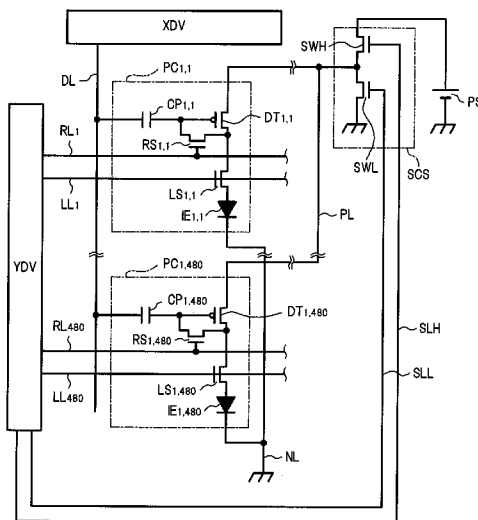 XDV
SWH
DL
PC1,1
CP1,1
DT1,1
PS
RL1
RS1,1
SWL
SCS
LL1
LS1,1
IE1,1
PL
YDV
PC1,480
CP1,480
DT1,480
RL480
RS1,480
SLH
LL480
LS1,480
SLL
IE1,480
NL